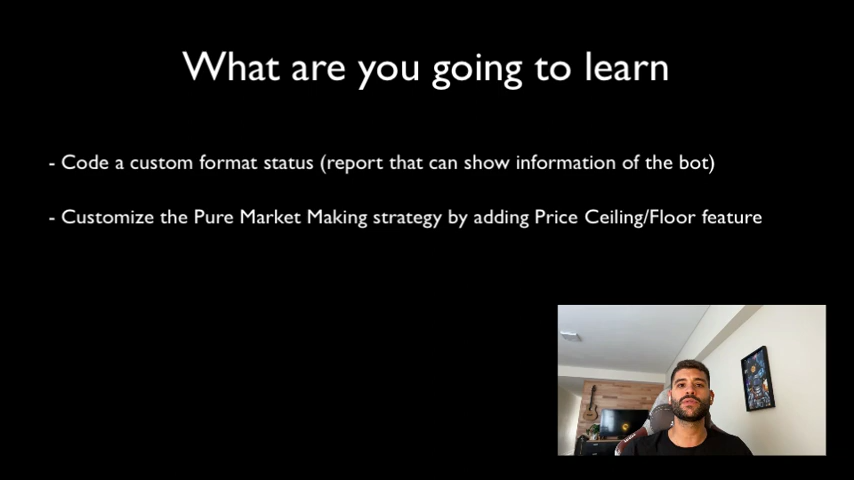 What are you going to learn
- Code a custom format status (report that can show information of the bot)
- Customize the Pure Market Making strategy by adding Price Ceiling/Floor feature